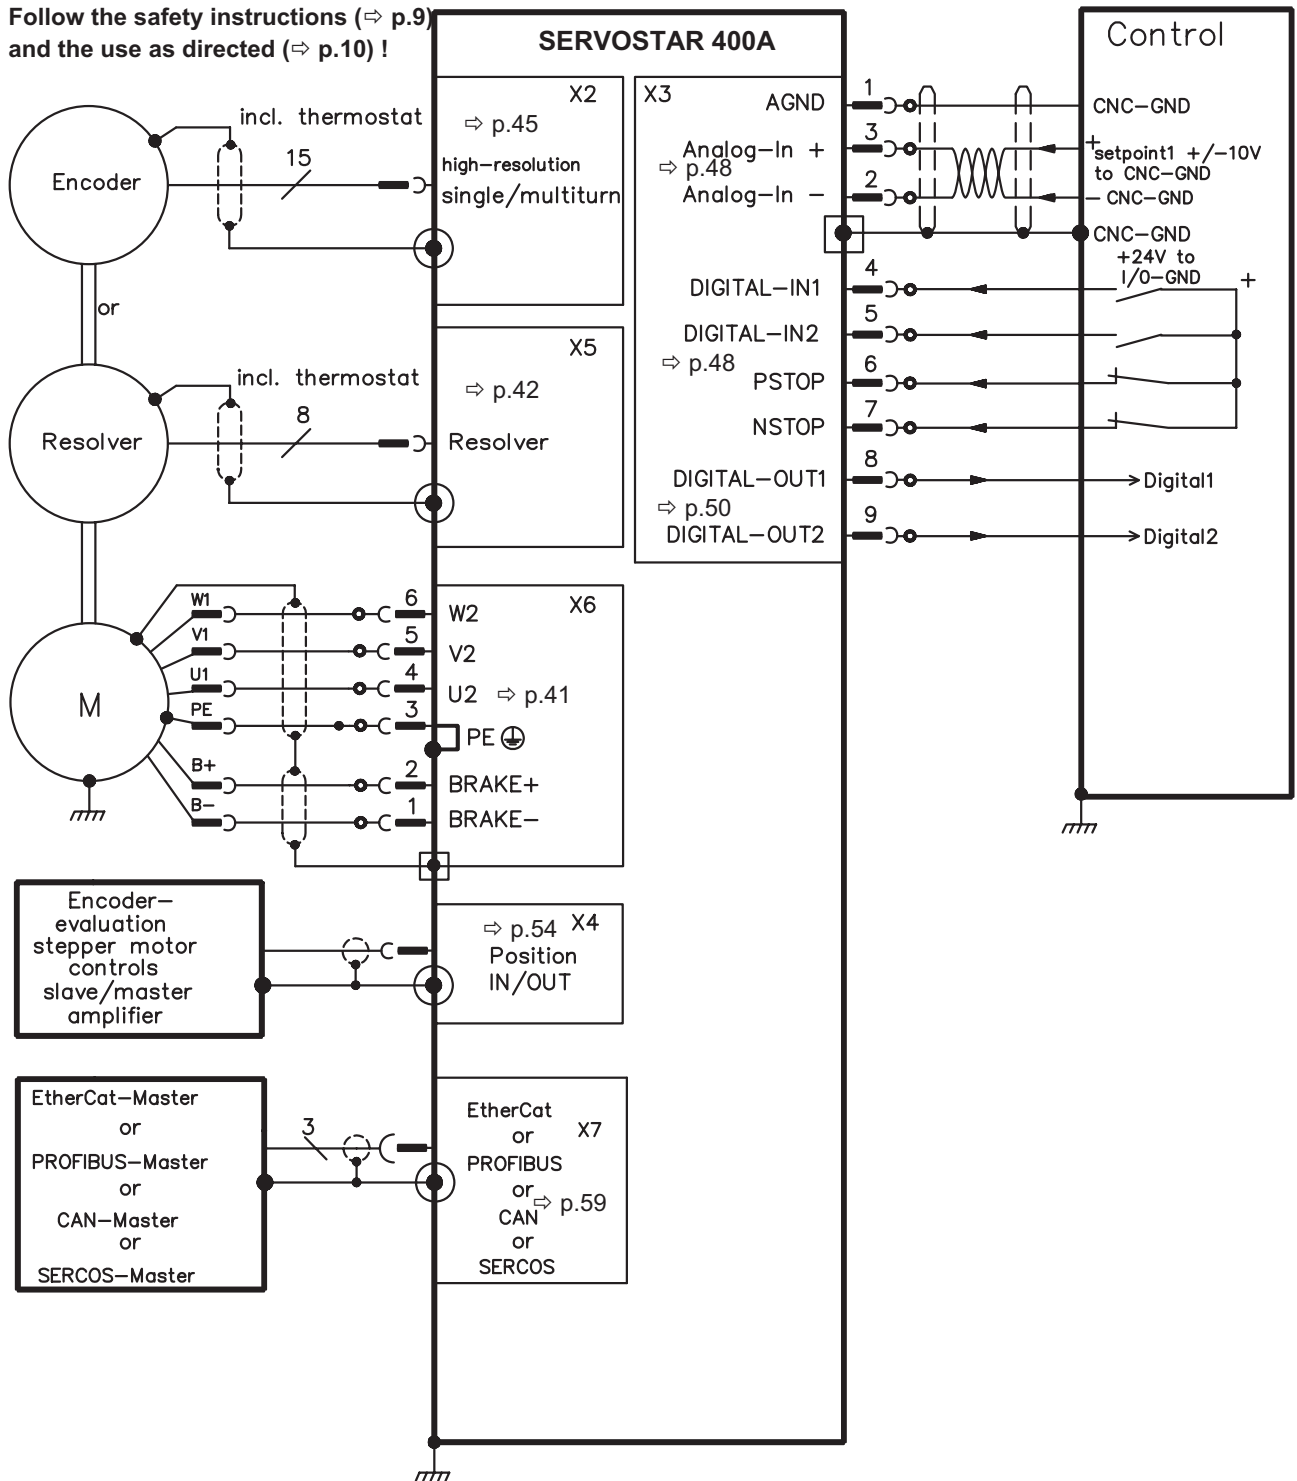 Follow the safety instructions (⇨ p.9)
and the use as directed (⇨ p.10) !
SERVOSTAR 400A
Control
Encoder
incl. thermostat
15
X2
⇨ p.45
high-resolution
single/multiturn
or
Resolver
incl. thermostat
8
X5
⇨ p.42
Resolver
M
W1
V1
U1
PE
B+
B-
6
5
4
3
2
1
X6
W2
V2
U2 ⇨ p.41
PE
BRAKE+
BRAKE-
Encoder-
evaluation
stepper motor
controls
slave/master
amplifier
⇨ p.54 X4
Position
IN/OUT
EtherCat-Master
or
PROFIBUS-Master
or
CAN-Master
or
SERCOS-Master
3
EtherCat
or
X7
PROFIBUS
or
⇨ p.59
CAN
or
SERCOS
X3
AGND
Analog-In +
⇨ p.48
Analog-In -
DIGITAL-IN1
DIGITAL-IN2
⇨ p.48
PSTOP
NSTOP
DIGITAL-OUT1
⇨ p.50
DIGITAL-OUT2
1
3
2
4
5
6
7
8
9
CNC-GND
+
setpoint1 +/-10V
to CNC-GND
- CNC-GND
CNC-GND
+24V to
I/0-GND
+
Digital1
Digital2